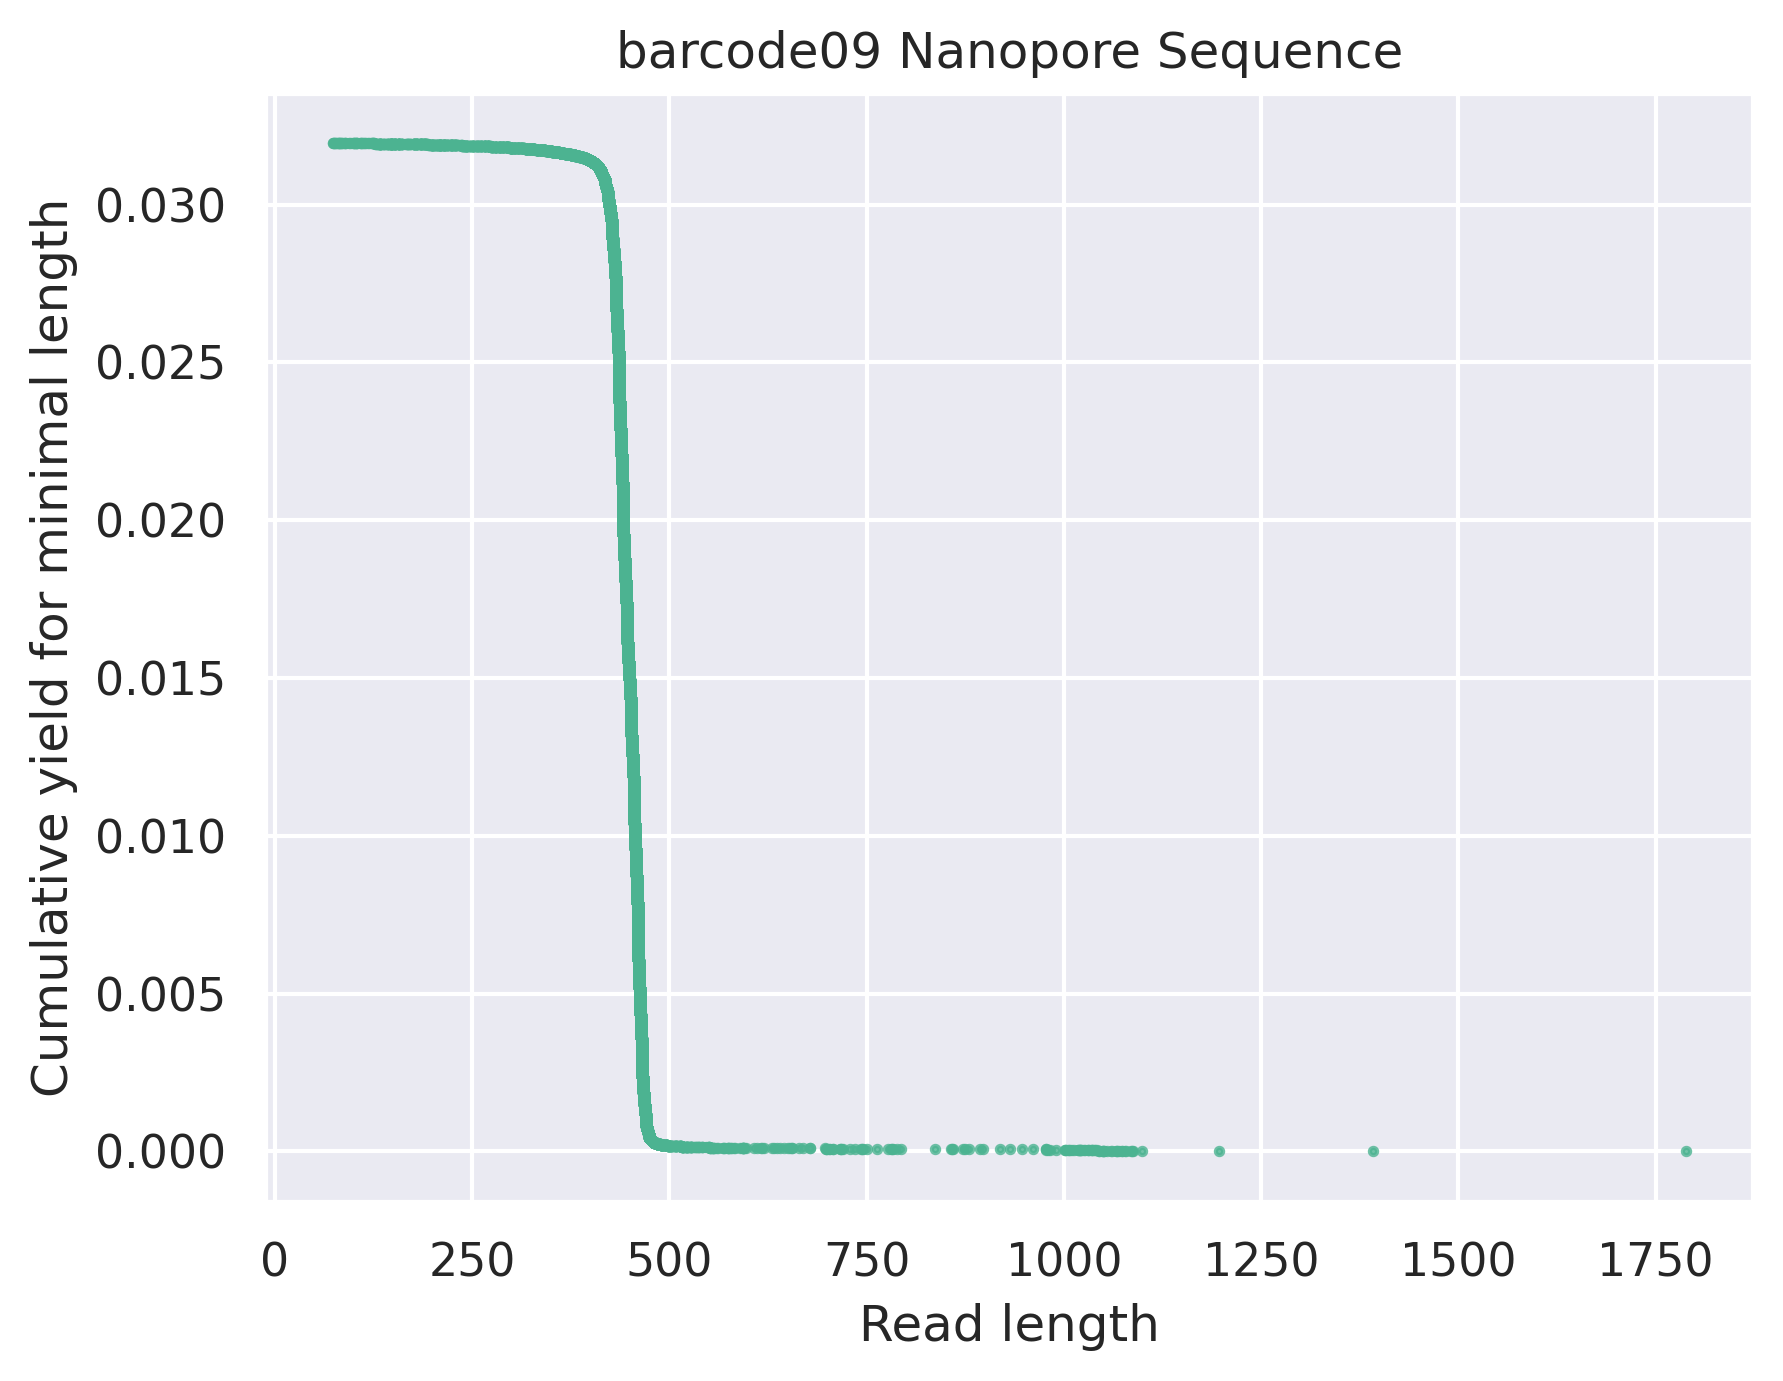 barcode09 Nanopore Sequence
Cumulative yield for minimal length
0.030
0.025
0.020
0.015
0.010
0.005
0.000
0 250 500 750 1000 1250 1500 1750
Read length